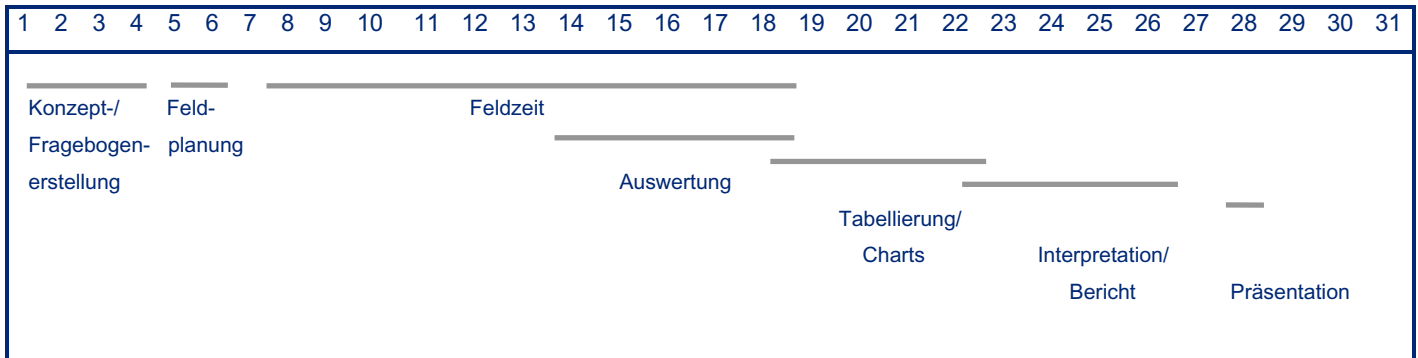 1 2 3 4 5 6 7 8 9 10 11 12 13 14 15 16 17 18 19 20 21 22 23 24 25 26 27 28 29 30 31
Konzept-/
Fragebogen-
erstellung
Feld-
planung
Feldzeit
Auswertung
Tabellierung/
Charts
Interpretation/
Bericht
Präsentation